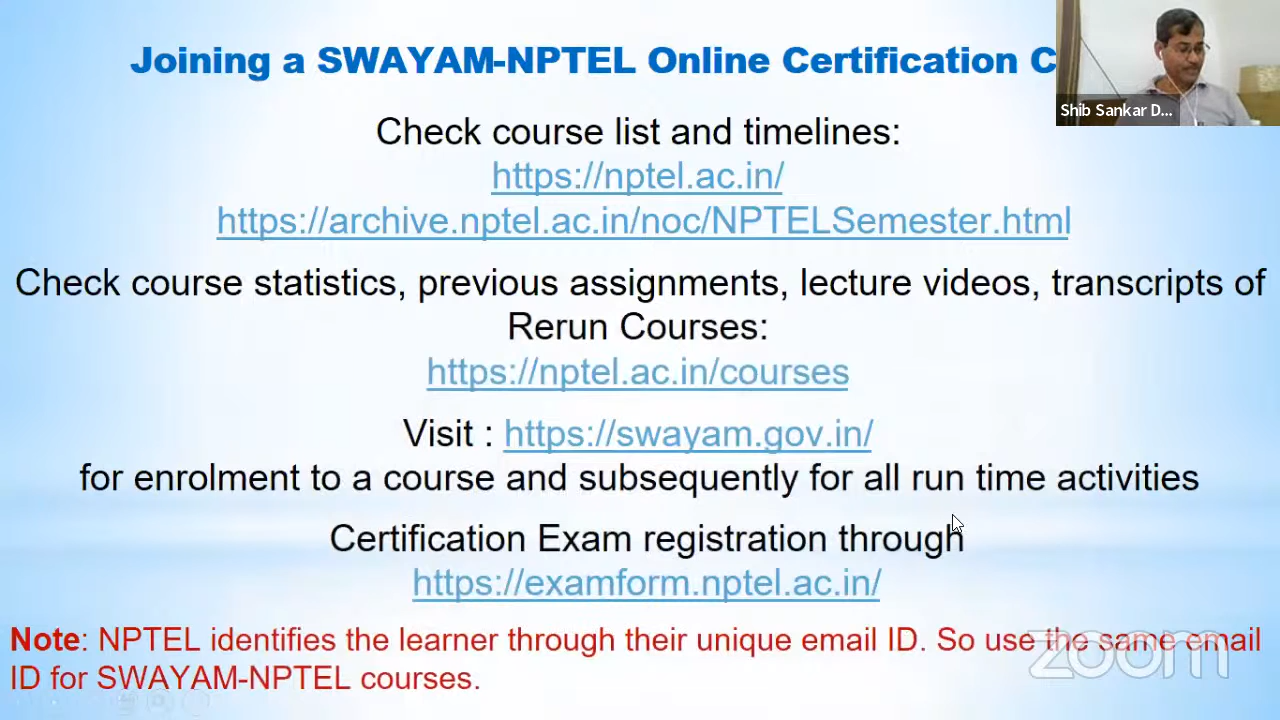 Joining a SWAYAM-NPTEL Online Certification C
Shib Sankar D...
Check course list and timelines:
https://nptel.ac.in/
https://archive.nptel.ac.in/noc/NPTELSemester.html
Check course statistics, previous assignments, lecture videos, transcripts of
Rerun Courses:
https://nptel.ac.in/courses
Visit : https://swayam.gov.in/
for enrolment to a course and subsequently for all run time activities
Certification Exam registration through
https://examform.nptel.ac.in/
Note: NPTEL identifies the learner through their unique email ID. So use the same email
ID for SWAYAM-NPTEL courses.
zoom